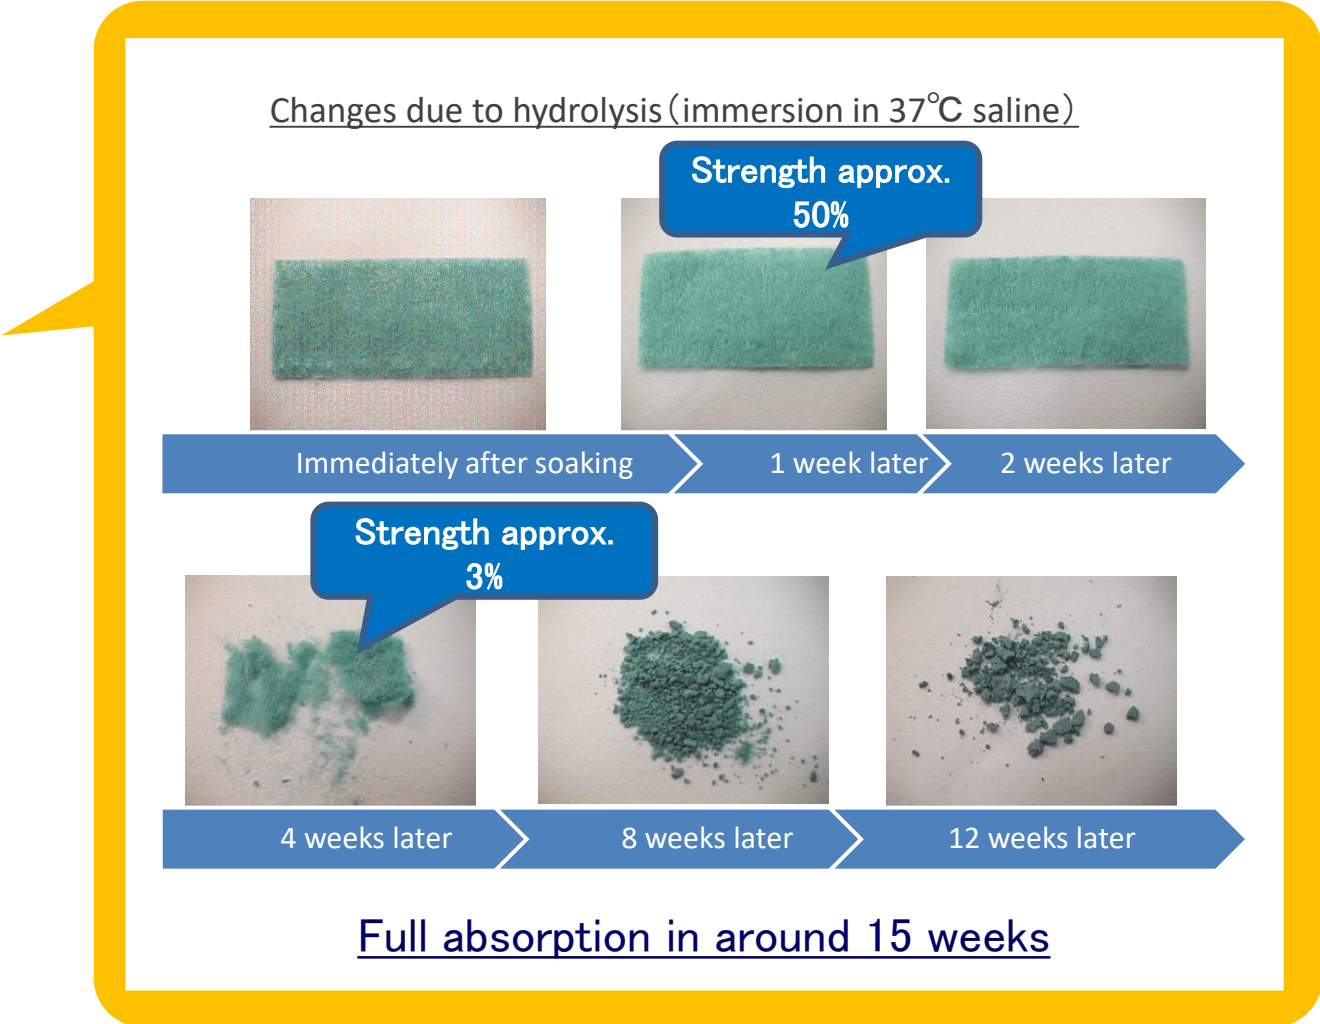 Changes due to hydrolysis（immersion in 37℃ saline）
Strength approx.
50%
Immediately after soaking
1 week later
2 weeks later
Strength approx.
3%
4 weeks later
8 weeks later
12 weeks later
Full absorption in around 15 weeks